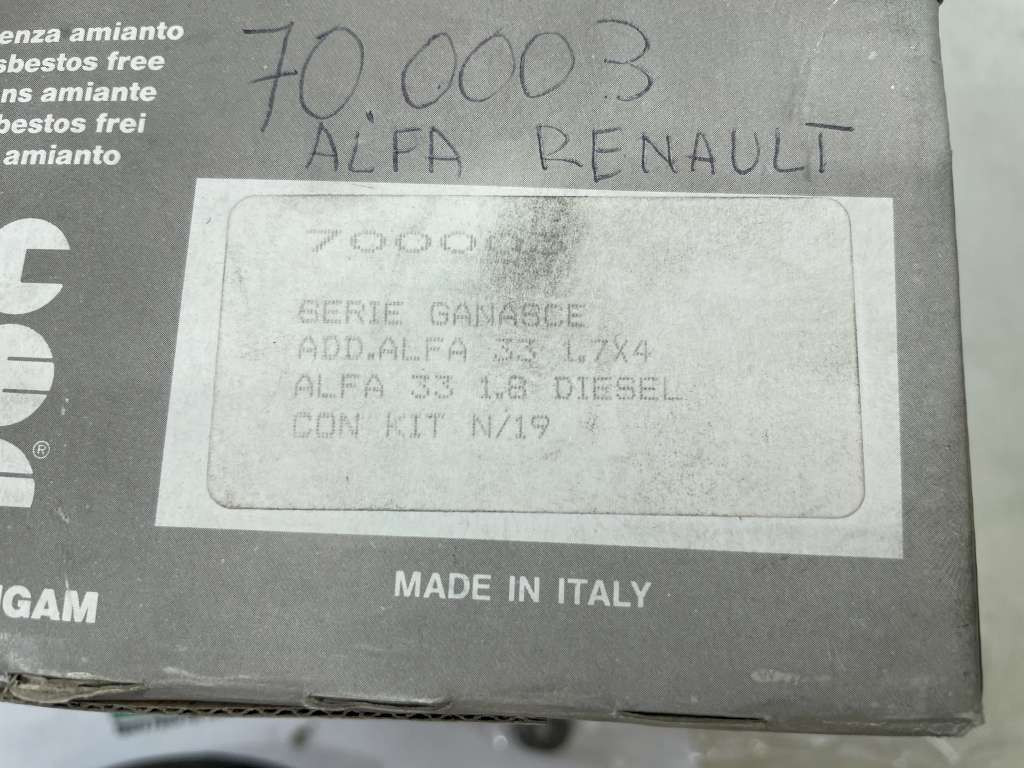 enza amianto
sbestos free
ns amiante
bestos frei
amianto
70.0003
ALFA RENAULT
SERIE GANASCE
ADD.ALFA 33 1.7X4
ALFA 33 1.8 DIESEL
CON KIT N/19
®
GAM
MADE IN ITALY